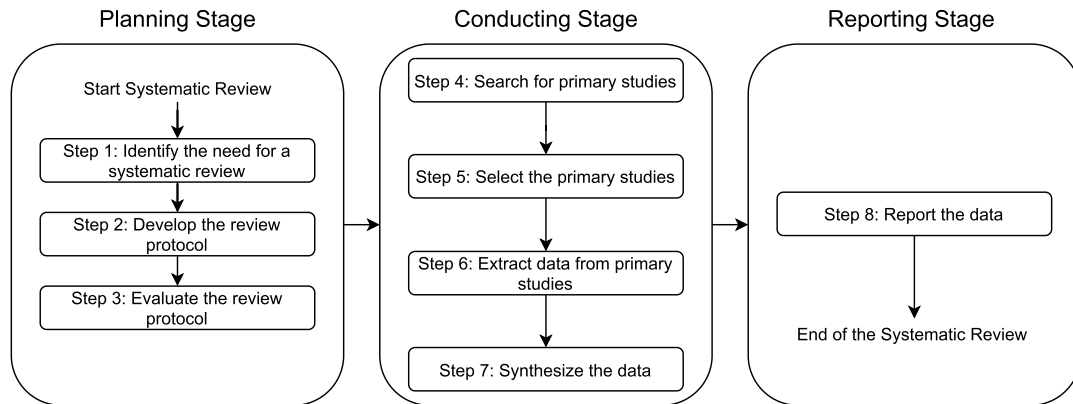 Planning Stage
Start Systematic Review
Step 1: Identify the need for a
systematic review
Step 2: Develop the review
protocol
Step 3: Evaluate the review
protocol
Conducting Stage
Step 4: Search for primary studies
Step 5: Select the primary studies
Step 6: Extract data from primary
studies
Step 7: Synthesize the data
Reporting Stage
Step 8: Report the data
End of the Systematic Review